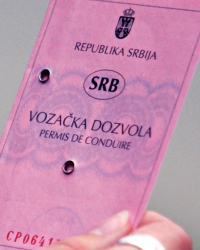 REPUBLIKA SRBIJA
SRB
VOZAČKA DOZVOLA
PERMIS DE CONDUIRE